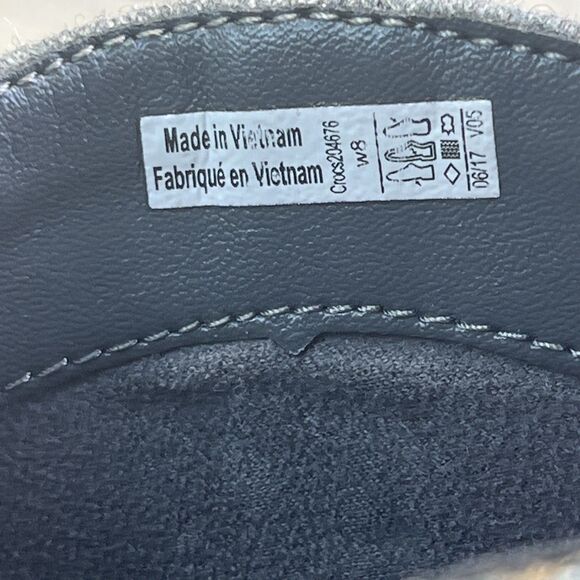 Made in Vietnam
Fabriqué en Vietnam
Crocs204676
W8
06/17 V05